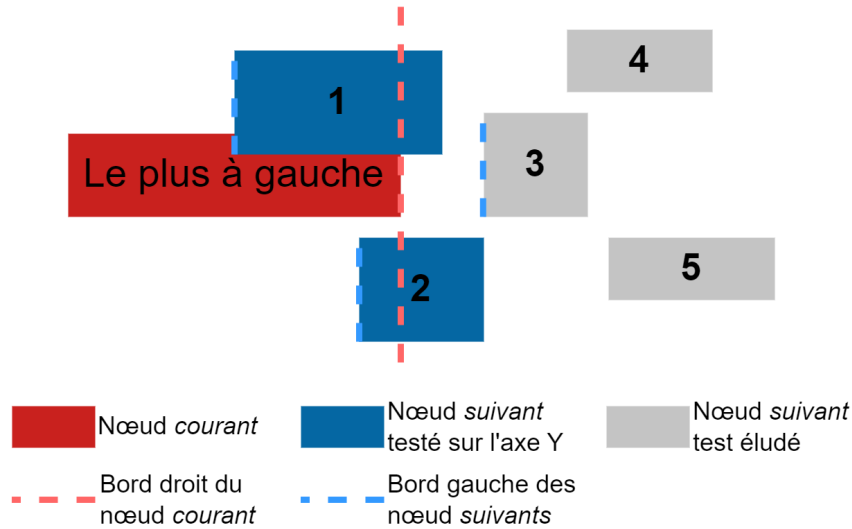 4
1
3
Le plus à gauche
5
2
Nœud courant
Nœud suivant
testé sur l'axe Y
Nœud suivant
test éludé
Bord droit du
nœud courant
Bord gauche des
nœud suivants